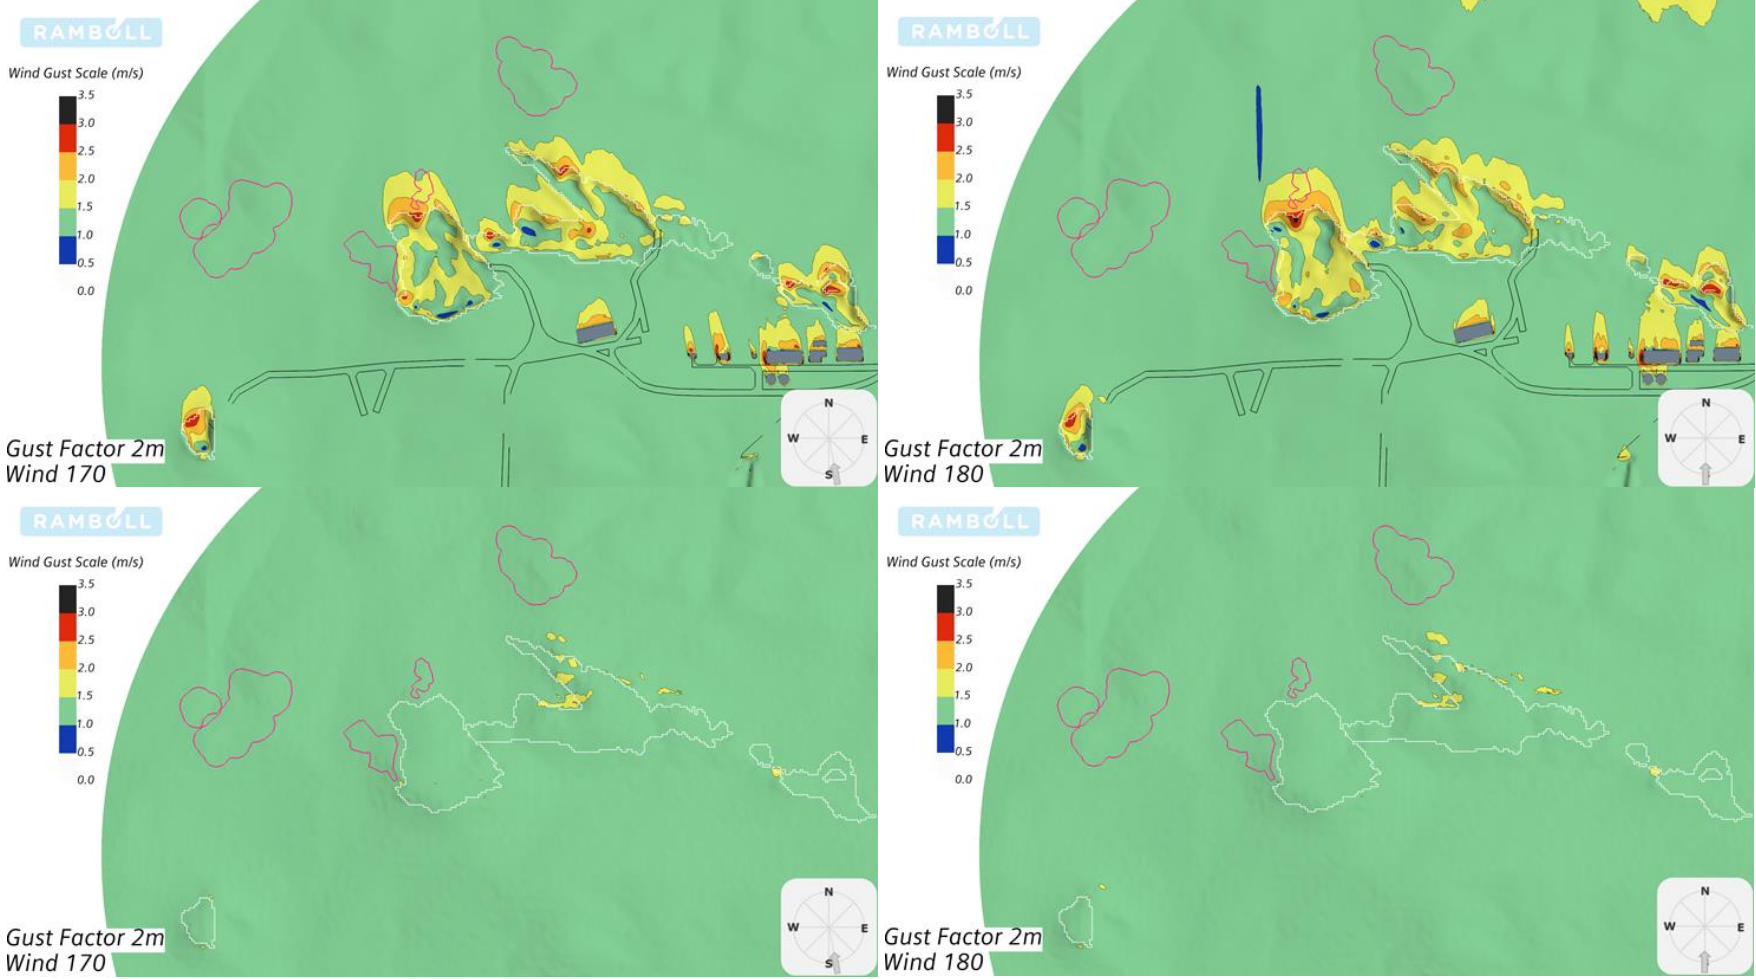 RAMBOLL
Wind Gust Scale (m/s)
3.5
3.0
2.5
2.0
1.5
1.0
0.5
0.0
Gust Factor 2m
Wind 170
N
W E
S
RAMBOLL
Wind Gust Scale (m/s)
3.5
3.0
2.5
2.0
1.5
1.0
0.5
0.0
Gust Factor 2m
Wind 180
N
W E
RAMBOLL
Wind Gust Scale (m/s)
3.5
3.0
2.5
2.0
1.5
1.0
0.5
0.0
Gust Factor 2m
Wind 170
N
W E
S
RAMBOLL
Wind Gust Scale (m/s)
3.5
3.0
2.5
2.0
1.5
1.0
0.5
0.0
Gust Factor 2m
Wind 180
N
W E